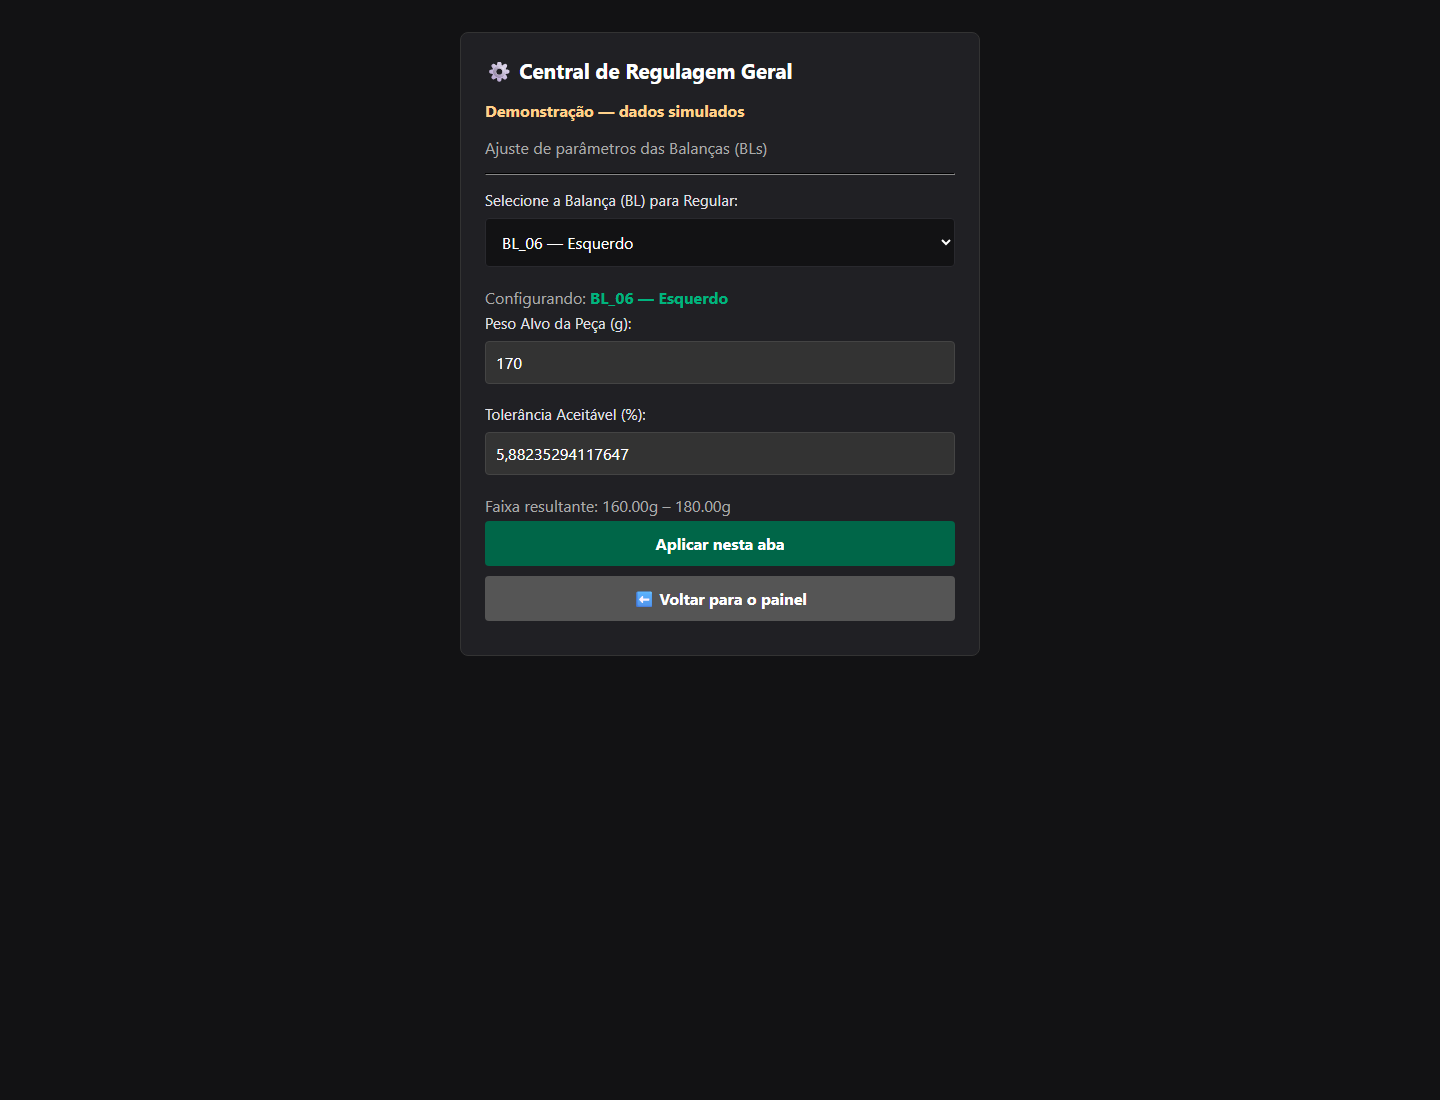 Central de Regulagem Geral
Demonstração — dados simulados
Ajuste de parâmetros das Balanças (BLs)
Selecione a Balança (BL) para Regular:
BL_06 — Esquerdo
Configurando: BL_06 — Esquerdo
Peso Alvo da Peça (g):
170
Tolerância Aceitável (%):
5,88235294117647
Faixa resultante: 160.00g – 180.00g
Aplicar nesta aba
Voltar para o painel